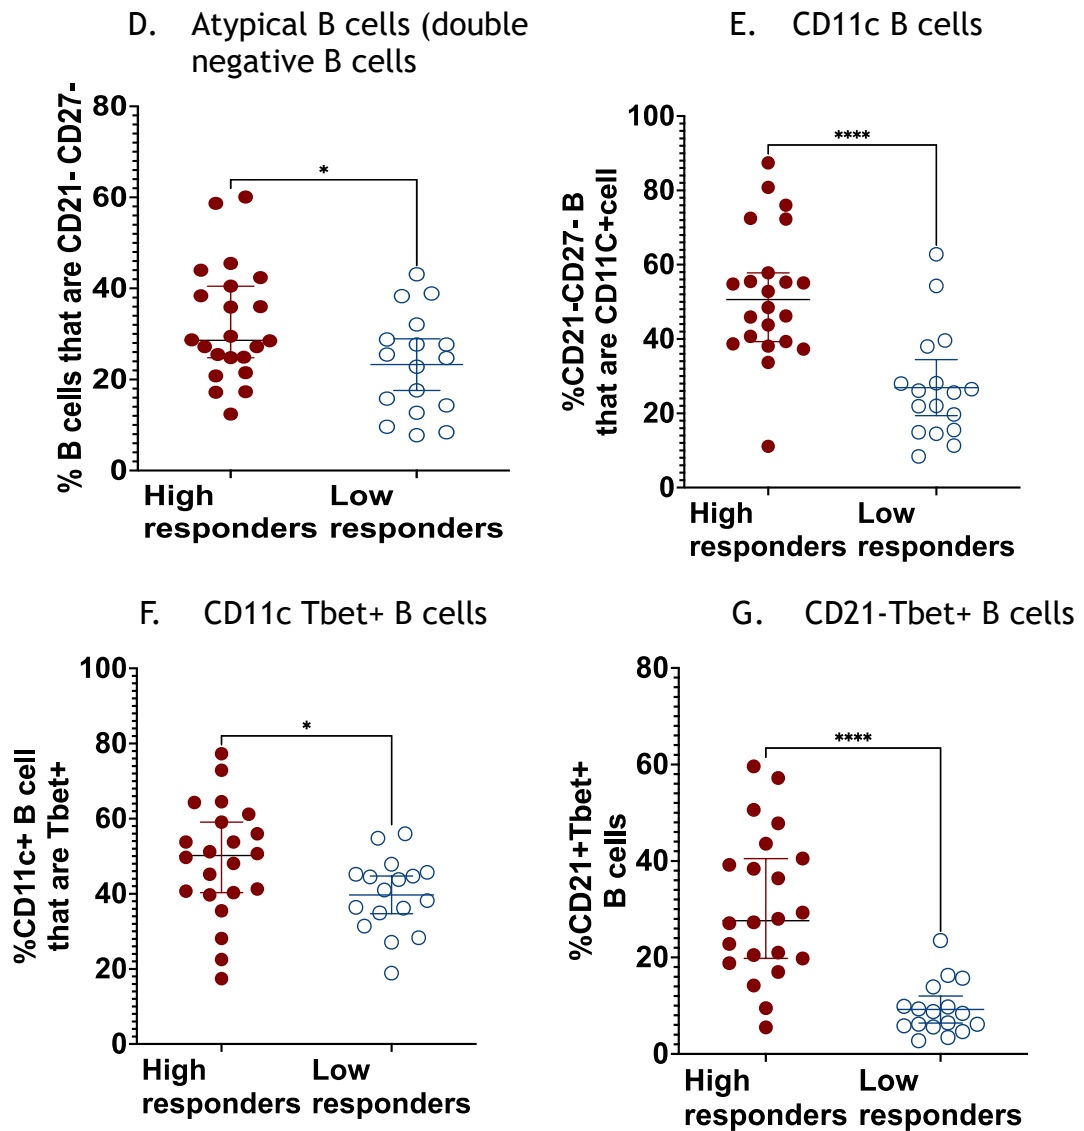 D. Atypical B cells (double
negative B cells
% B cells that are CD21- CD27-
80
60
40
20
0
*
High
responders
Low
responders
E. CD11c B cells
%CD21-CD27- B
that are CD11C+cell
100
80
60
40
20
0
****
High
responders
Low
responders
F. CD11c Tbet+ B cells
%CD11c+ B cell
that are Tbet+
100
80
60
40
20
0
*
High
responders
Low
responders
G. CD21-Tbet+ B cells
%CD21+Tbet+
B cells
80
60
40
20
0
****
High
responders
Low
responders